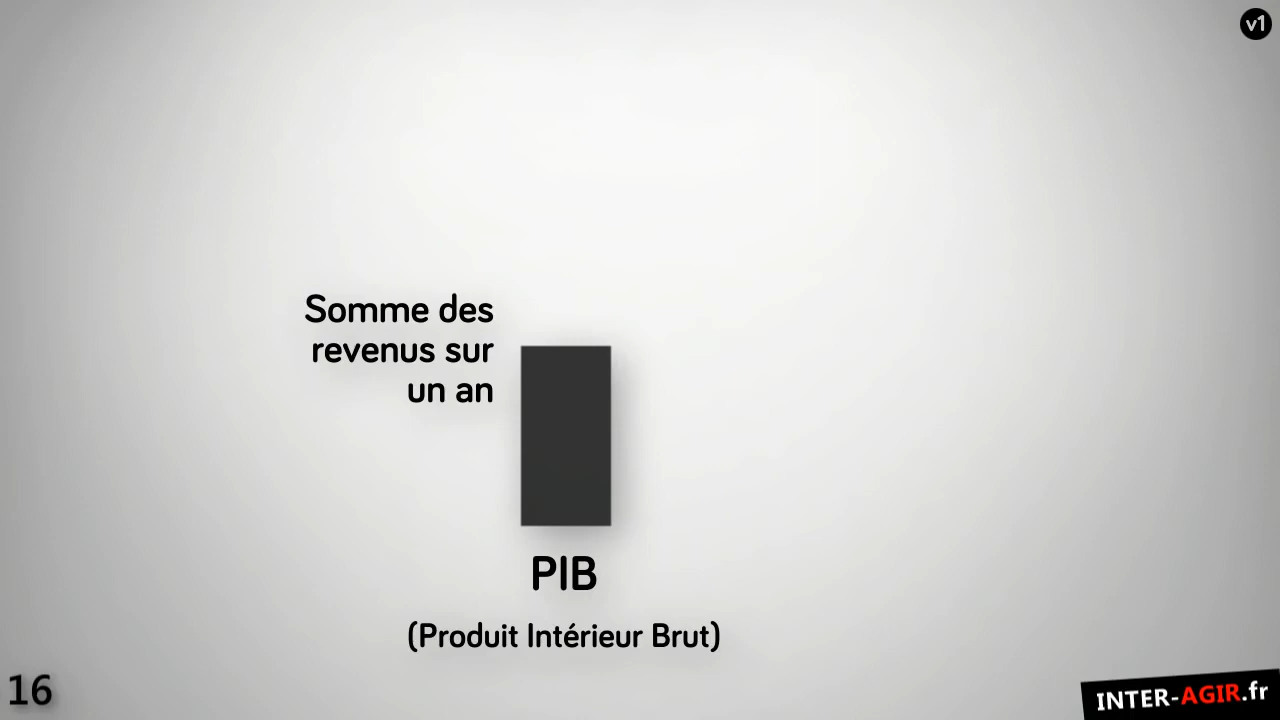 v1
Somme des
revenus sur
un an
PIB
(Produit Intérieur Brut)
16
INTER-AGIR.fr